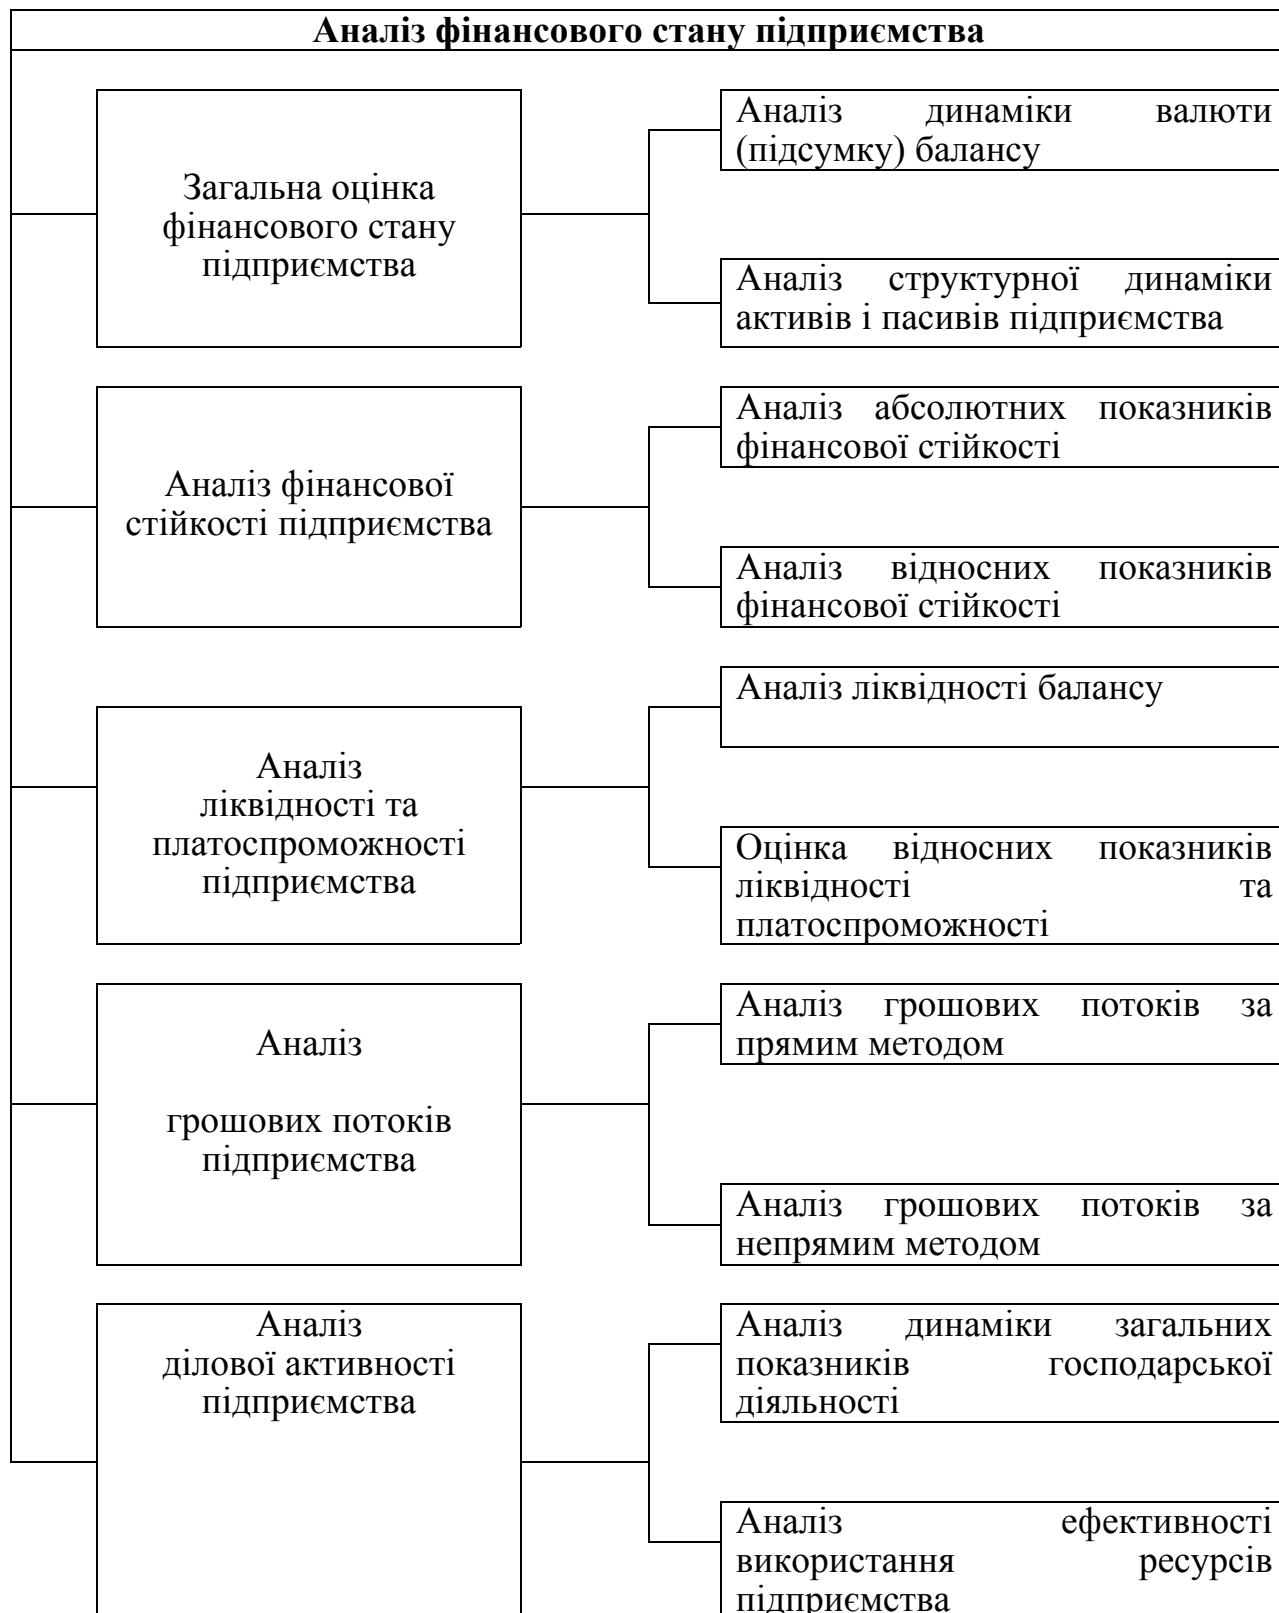 Аналіз фінансового стану підприємства
Загальна оцінка
фінансового стану
підприємства
Аналіз динаміки валюти
(підсумку) балансу
Аналіз структурної динаміки
активів і пасивів підприємства
Аналіз фінансової
стійкості підприємства
Аналіз абсолютних показників
фінансової стійкості
Аналіз відносних показників
фінансової стійкості
Аналіз
ліквідності та
платоспроможності
підприємства
Аналіз ліквідності балансу
Оцінка відносних показників
ліквідності та
платоспроможності
Аналіз
грошових потоків
підприємства
Аналіз грошових потоків за
прямим методом
Аналіз грошових потоків за
непрямим методом
Аналіз
ділової активності
підприємства
Аналіз динаміки загальних
показників господарської
діяльності
Аналіз ефективності
використання ресурсів
підприємства